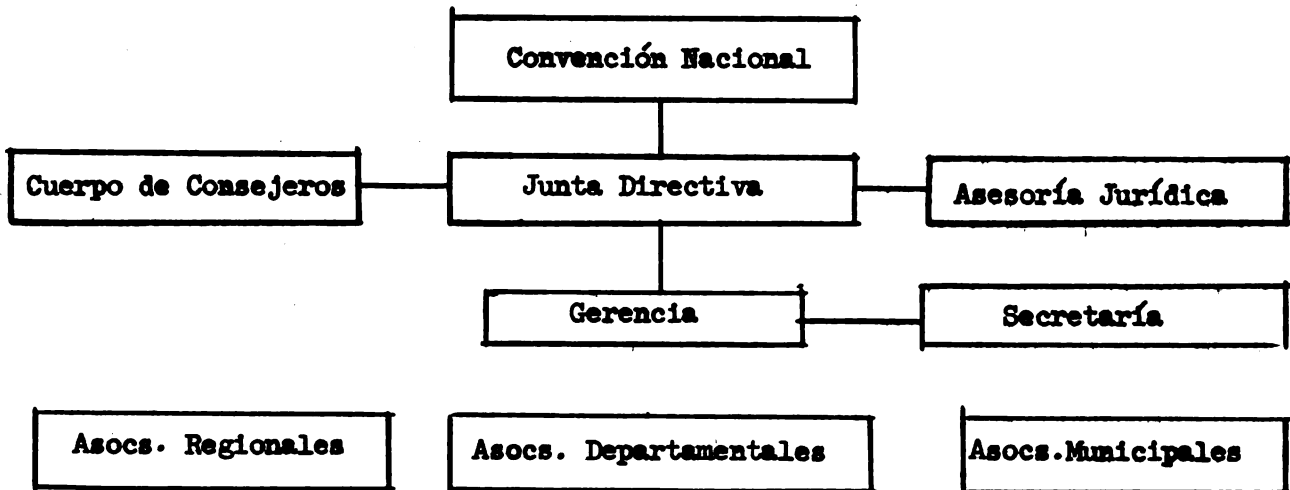 Convención Nacional
Cuerpo de Consejeros
Junta Directiva
Asesoría Jurídica
Gerencia
Secretaría
Asocs. Regionales
Asocs. Departamentales
Asocs.Municipales